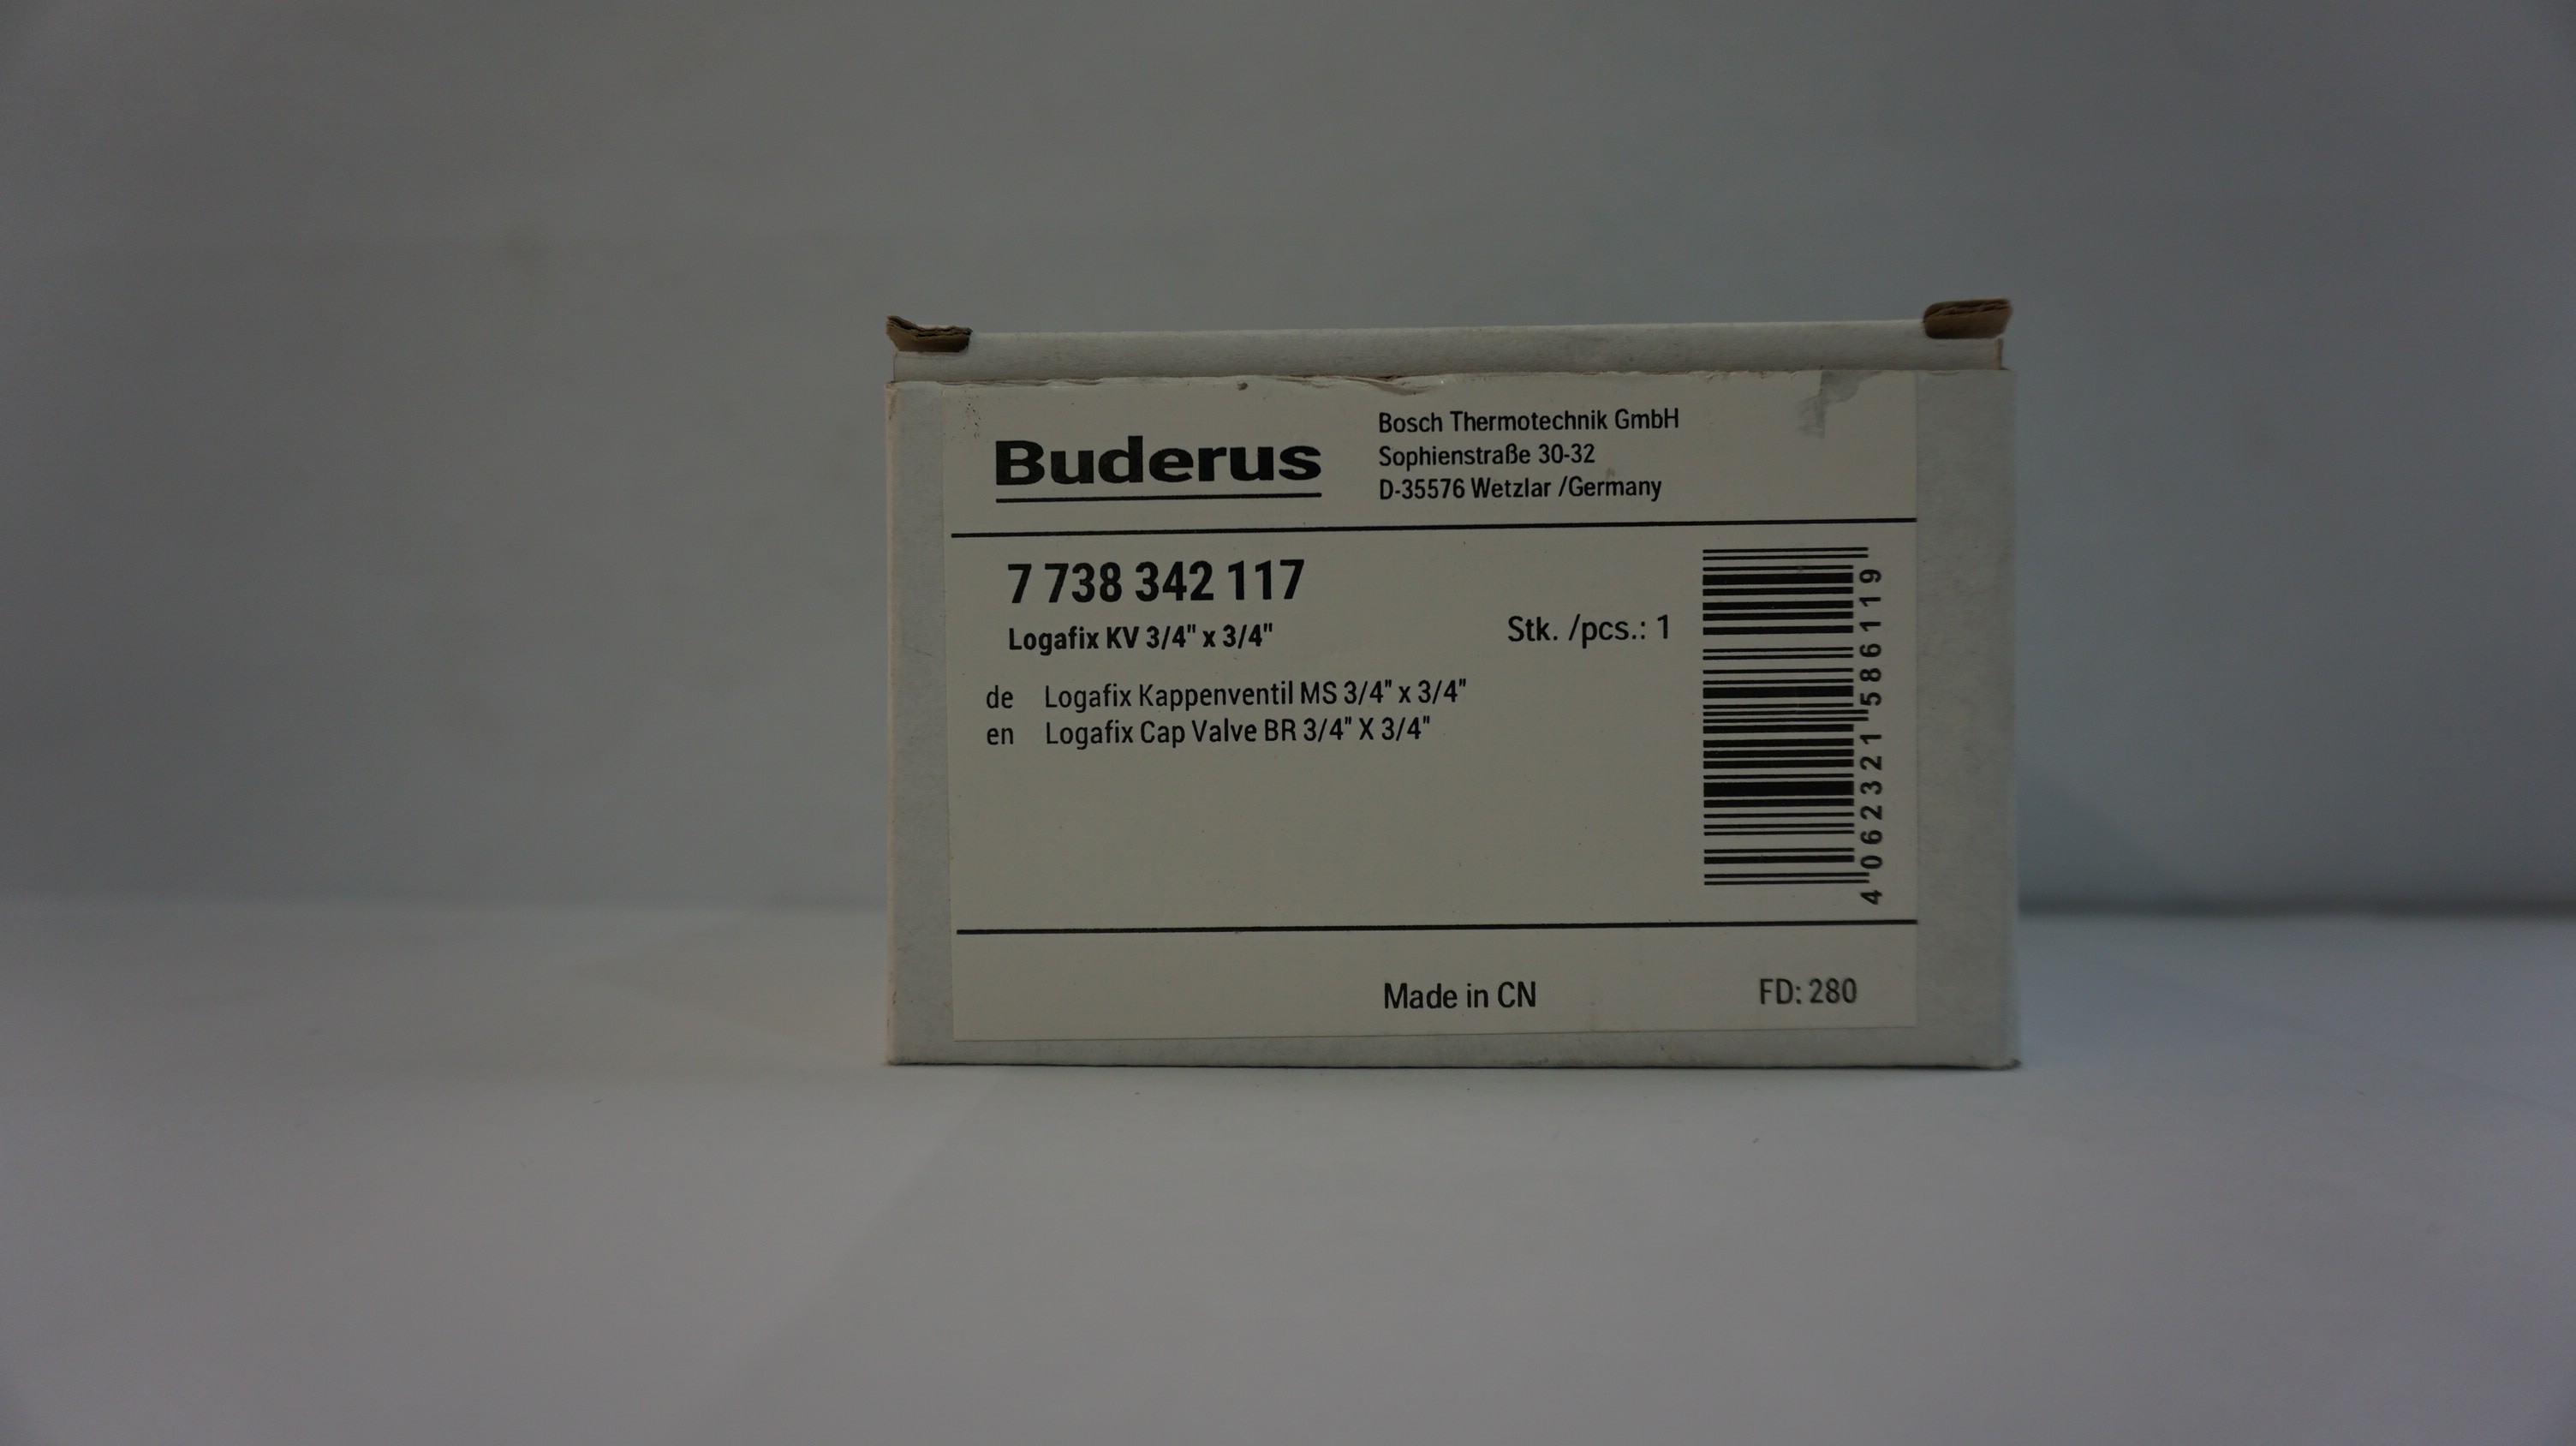 Buderus
Bosch Thermotechnik GmbH
Sophienstraße 30-32
D-35576 Wetzlar /Germany
7 738 342 117
Logafix KV 3/4" x 3/4"
Stk. /pcs.: 1
de Logafix Kappenventil MS 3/4" x 3/4"
en Logafix Cap Valve BR 3/4" X 3/4"
4 062321 586119
Made in CN
FD: 280